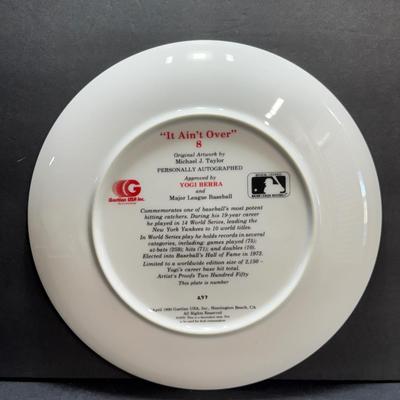 "It Ain't Over"
8
Original Artwork by
Michael J. Taylor
PERSONALLY AUTOGRAPHED
Approved by
YOGI BERRA
and
Major League Baseball
Gartlan USA Inc.
Commemorates one of baseball's most potent
hitting catchers. During his 19-year career
he played in 14 World Series, leading the
New York Yankees to 10 world titles.
In World Series play he holds records in several
categories, including: games played (75);
at-bats (259); hits (71); and doubles (10).
Elected into Baseball's Hall of Fame in 1972.
Limited to a worldwide edition size of 2,150 -
Yogi's career base hit total.
Artist's Proofs Two Hundred Fifty
This plate is number
April 1990 Gartlan USA, Inc., Huntington Beach, CA
All Rights Reserved